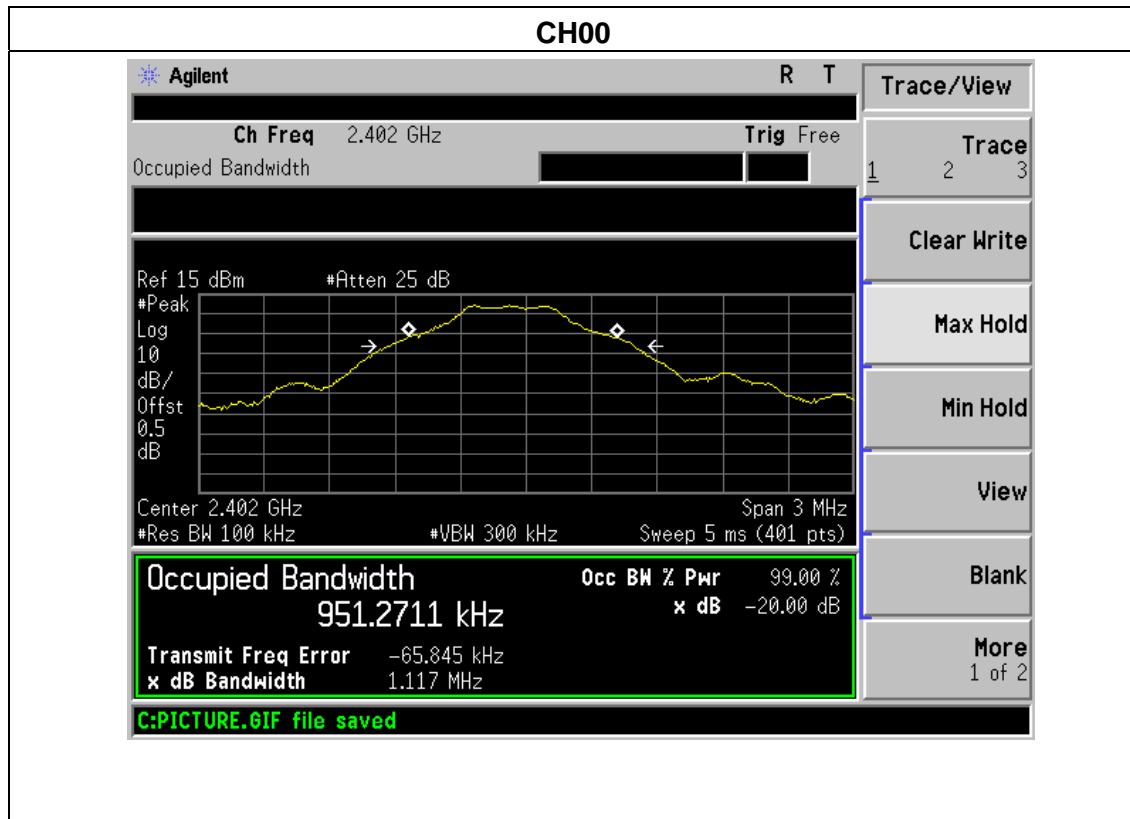 CH00
Agilent R T
Trace/View
Ch Freq 2.402 GHz Trig Free
Occupied Bandwidth
Trace
1 2 3
Clear Write
Max Hold
Min Hold
View
Blank
More
1 of 2
Ref 15 dBm #Atten 25 dB
#Peak
Log
10
dB/
Offst
0.5
dB
Center 2.402 GHz Span 3 MHz
#Res BW 100 kHz #VBW 300 kHz Sweep 5 ms (401 pts)
Occupied Bandwidth Occ BW % Pwr 99.00 %
951.2711 kHz x dB -20.00 dB
Transmit Freq Error -65.845 kHz
x dB Bandwidth 1.117 MHz
C:PICTURE.GIF file saved